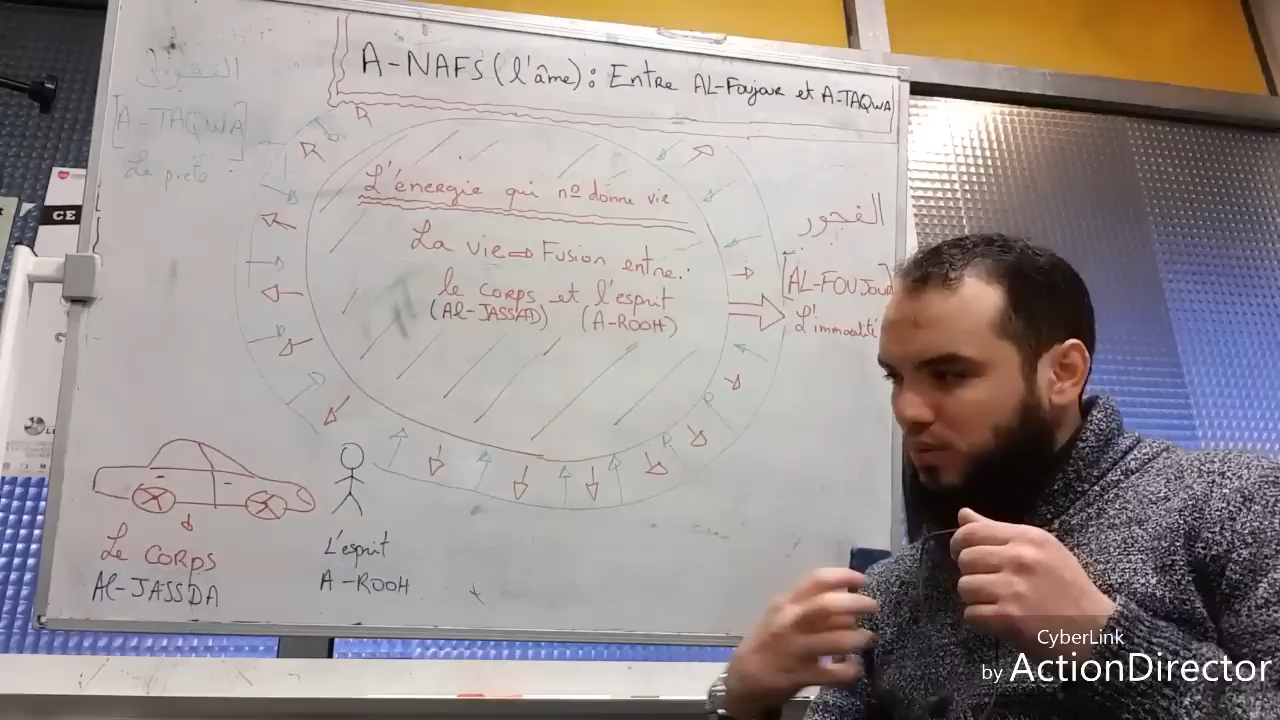 A-NAFS (l'âme) : Entre AL-Foujour et A-TAQWA
التقوى
[A-TAQWA]
La piété
L'énergie qui nº donne vie
La vie ⇒ Fusion entre
le CORPS et l'esprit
(Al-JASSAD) (A-ROOH)
الفجور
[AL-FOUJOUR]
L'immoralité
CE
Le CORPS
Al-JASSDA
L'esprit
A-ROOH
CyberLink
by ActionDirector